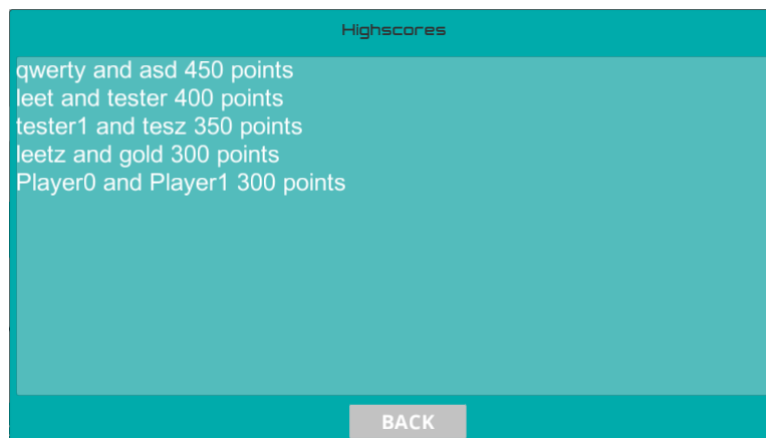 Highscores
qwerty and asd 450 points
leet and tester 400 points
tester1 and tesz 350 points
leetz and gold 300 points
Player0 and Player1 300 points
BACK